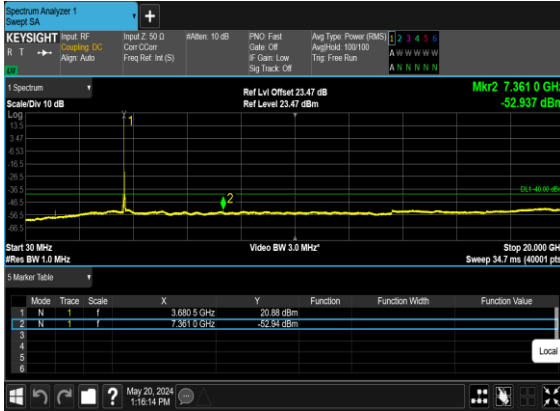 Spectrum Analyzer 1
Swept SA
+
KEYSIGHT Input: RF Input Z: 50 Ω #Atten: 10 dB PNO: Fast Avg Type: Power (RMS) 1 2 3 4 5 6
R T Coupling: DC Corr CCorr Gate: Off Avg|Hold: 100/100 A W W W W W
Align: Auto Freq Ref: Int (S) IF Gain: Low Trig: Free Run
Sig Track: Off A N N N N N
1 Spectrum
Ref Lvl Offset 23.47 dB Mkr2 7.361 0 GHz
Scale/Div 10 dB Ref Level 23.47 dBm -52.937 dBm
Log
13.5
3.47
-6.53
-16.5
-26.5
-36.5
-46.5
-56.5
-66.5
1
2
DL1 -40.00 dBm
Start 30 MHz Video BW 3.0 MHz* Stop 20.000 GH
#Res BW 1.0 MHz Sweep 34.7 ms (40001 pts
5 Marker Table
Mode Trace Scale X Y Function Function Width Function Value
1 N 1 f 3.680 5 GHz 20.88 dBm
2 N 1 f 7.361 0 GHz -52.94 dBm
3
4
5
6
Local
?
May 20, 2024
1:16:14 PM